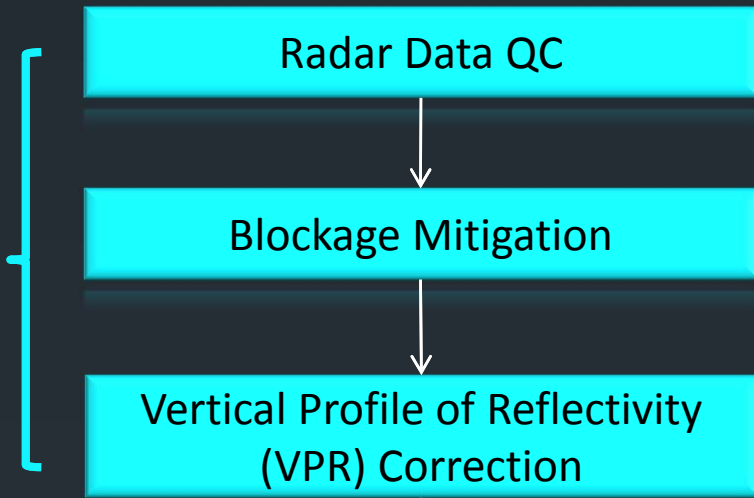 Radar Data QC
Blockage Mitigation
Vertical Profile of Reflectivity
(VPR) Correction